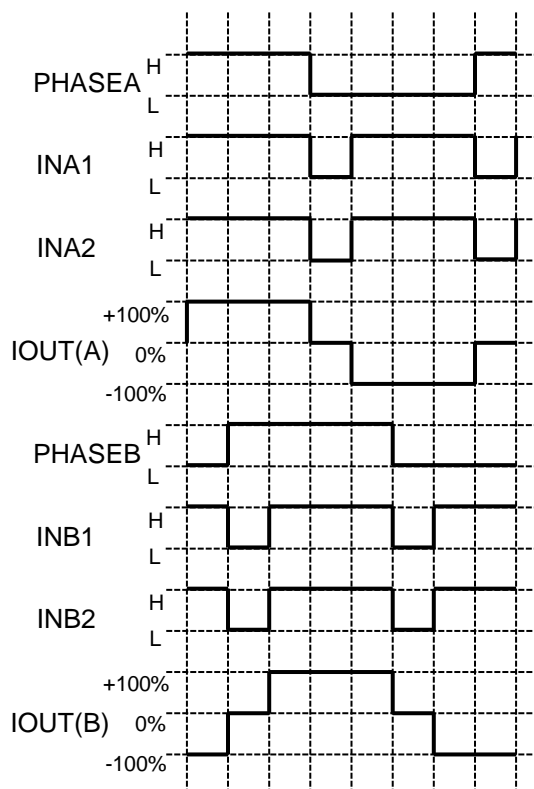 PHASEA H
L
INA1 H
L
INA2 H
L
+100%
IOUT(A) 0%
-100%
PHASEB H
L
INB1 H
L
INB2 H
L
+100%
IOUT(B) 0%
-100%